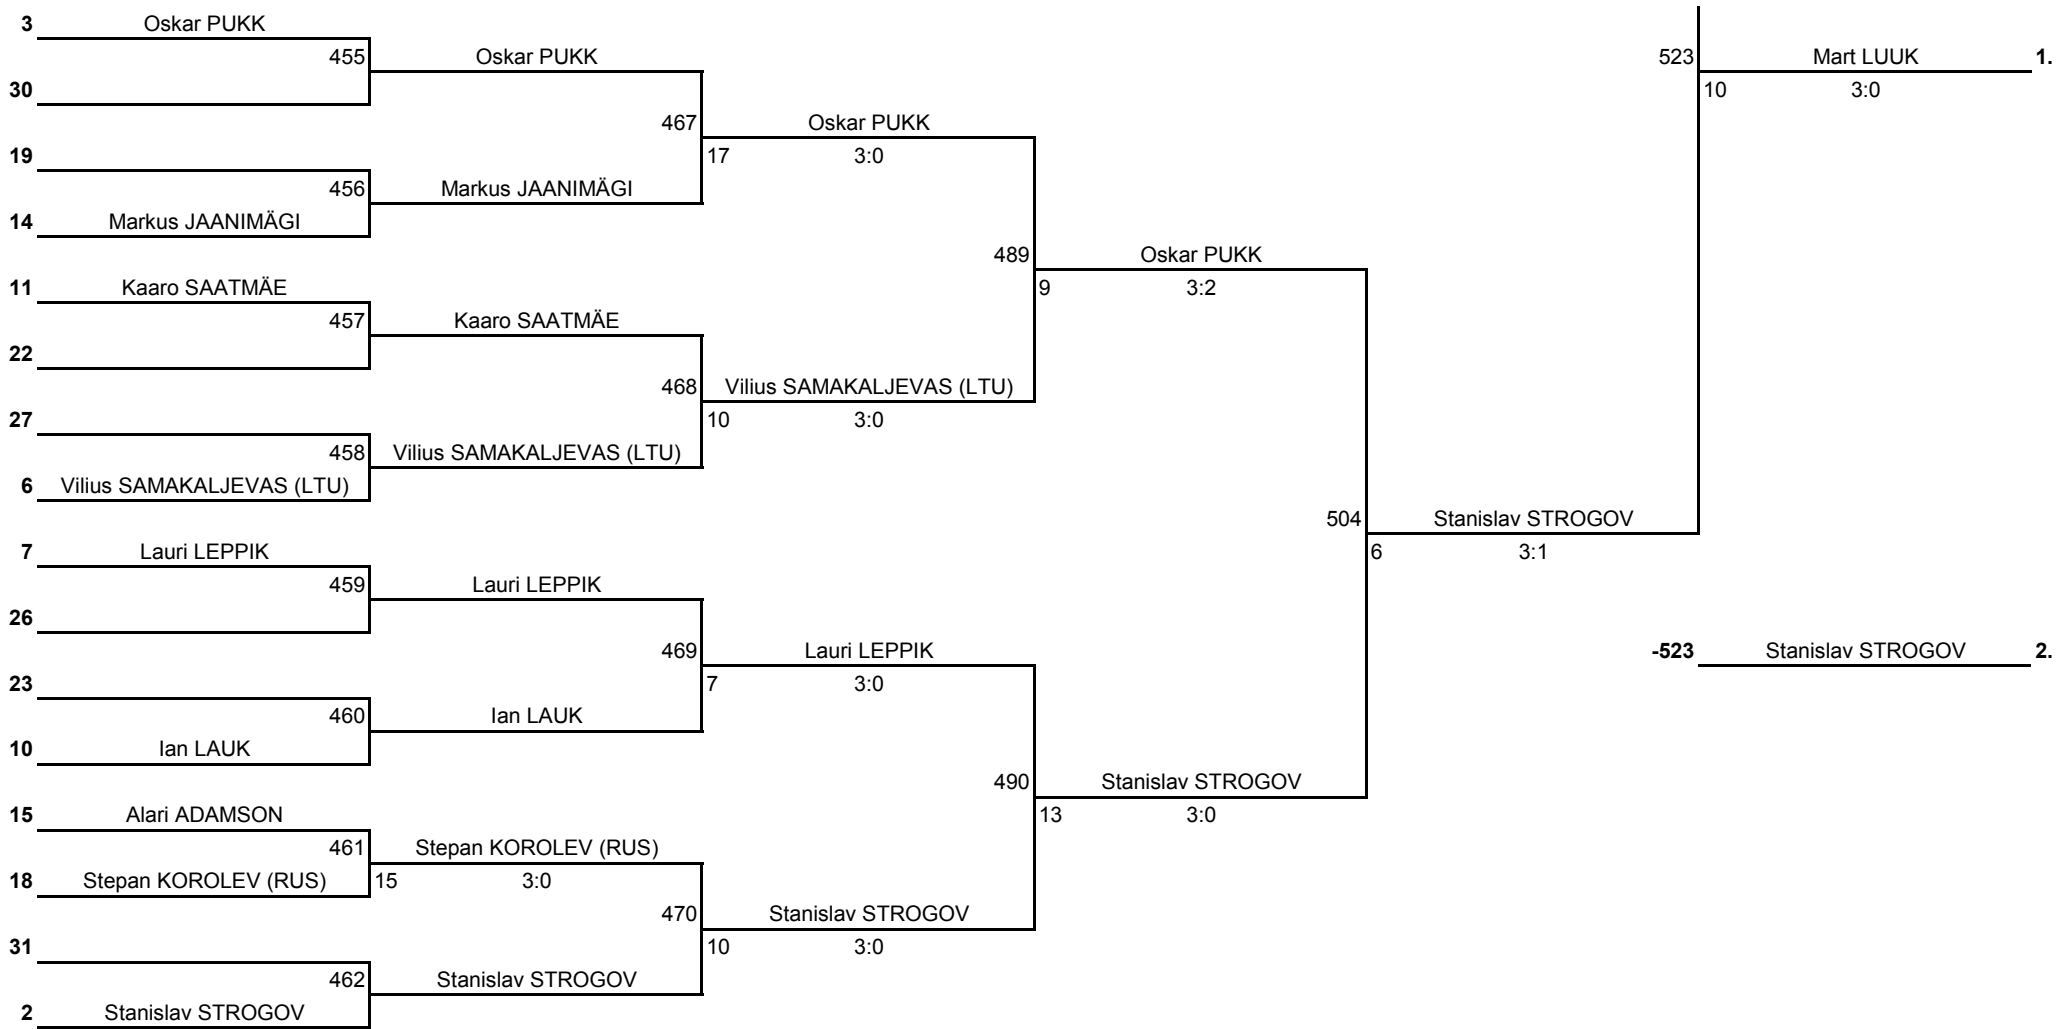 3 Oskar PUKK
455 Oskar PUKK 523 Mart LUUK 1.
30 10 3:0
467 Oskar PUKK
19 17 3:0
456 Markus JAANIMÄGI
14 Markus JAANIMÄGI
489 Oskar PUKK
11 Kaaro SAATMÄE 9 3:2
457 Kaaro SAATMÄE
22
468 Vilius SAMAKALJEVAS (LTU)
27 10 3:0
458 Vilius SAMAKALJEVAS (LTU)
6 Vilius SAMAKALJEVAS (LTU)
504 Stanislav STROGOV
7 Lauri LEPPIK 6 3:1
459 Lauri LEPPIK
26
469 Lauri LEPPIK -523 Stanislav STROGOV 2.
23 7 3:0
460 Ian LAUK
10 Ian LAUK
490 Stanislav STROGOV
15 Alari ADAMSON 13 3:0
461 Stepan KOROLEV (RUS)
18 Stepan KOROLEV (RUS) 15 3:0
470 Stanislav STROGOV
31 10 3:0
462 Stanislav STROGOV
2 Stanislav STROGOV